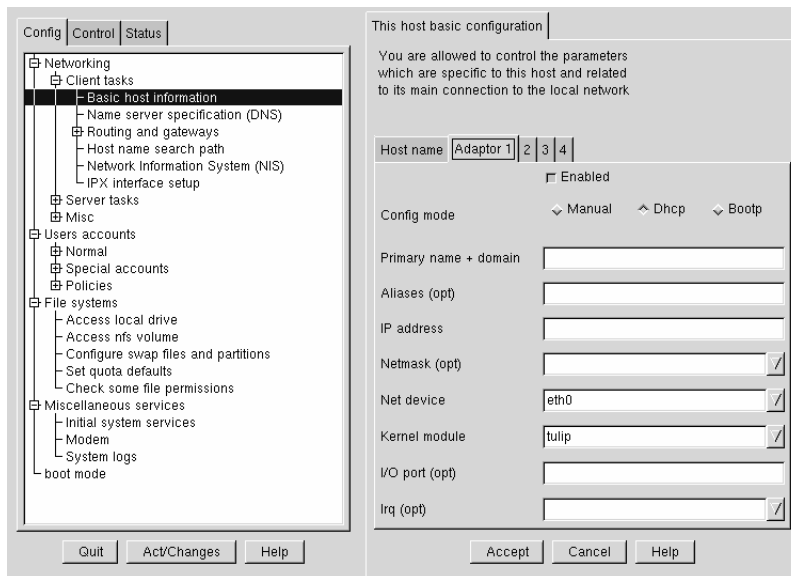 Config Control Status
Networking
Client tasks
Basic host information
Name server specification (DNS)
Routing and gateways
Host name search path
Network Information System (NIS)
IPX interface setup
Server tasks
Misc
Users accounts
Normal
Special accounts
Policies
File systems
Access local drive
Access nfs volume
Configure swap files and partitions
Set quota defaults
Check some file permissions
Miscellaneous services
Initial system services
Modem
System logs
boot mode
Quit Act/Changes Help
This host basic configuration
You are allowed to control the parameters
which are specific to this host and related
to its main connection to the local network
Host name Adaptor 1 2 3 4
Enabled
Config mode Manual Dhcp Bootp
Primary name + domain
Aliases (opt)
IP address
Netmask (opt)
Net device eth0
Kernel module tulip
I/O port (opt)
Irq (opt)
Accept Cancel Help